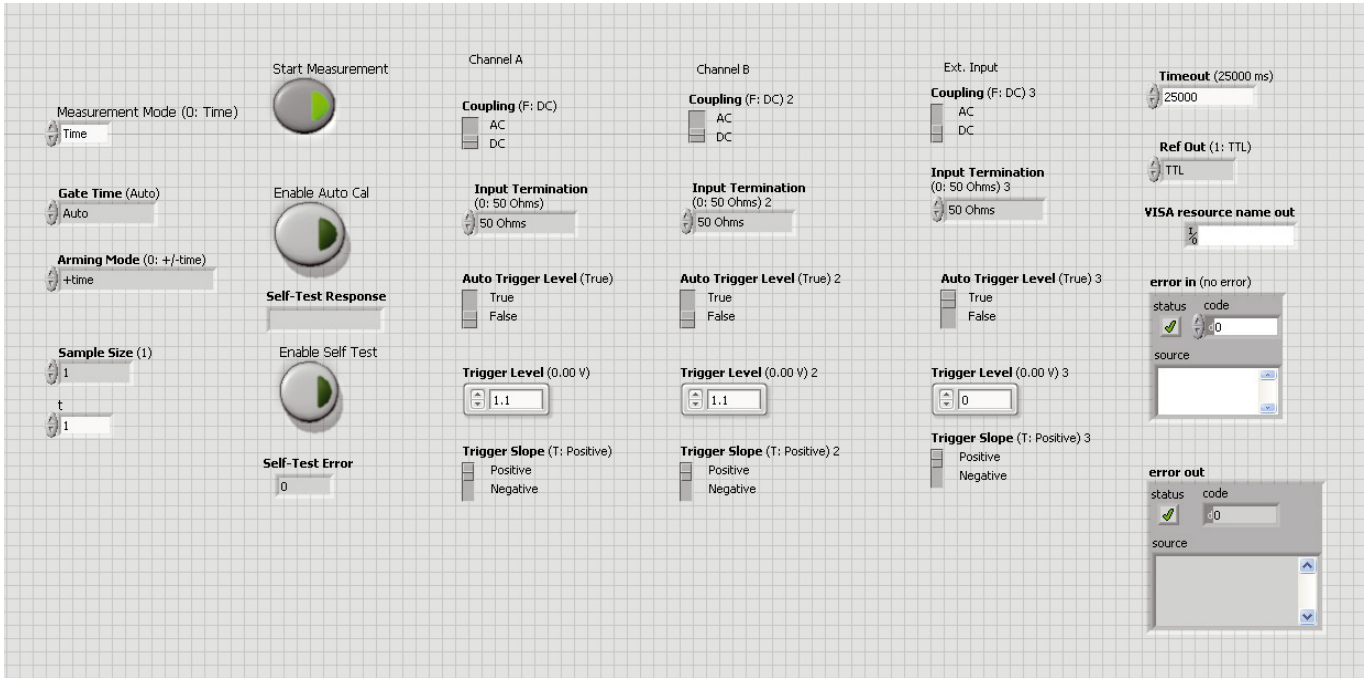 Measurement Mode (0: Time)
Time
Gate Time (Auto)
Auto
Arming Mode (0: +/-time)
+time
Sample Size (1)
1
t
1
Start Measurement
Enable Auto Cal
Self-Test Response
Enable Self Test
Self-Test Error
0
Channel A
Coupling (F: DC)
AC
DC
Input Termination
(0: 50 Ohms)
50 Ohms
Auto Trigger Level (True)
True
False
Trigger Level (0.00 V)
1.1
Trigger Slope (T: Positive)
Positive
Negative
Channel B
Coupling (F: DC) 2
AC
DC
Input Termination
(0: 50 Ohms) 2
50 Ohms
Auto Trigger Level (True) 2
True
False
Trigger Level (0.00 V) 2
1.1
Trigger Slope (T: Positive) 2
Positive
Negative
Ext. Input
Coupling (F: DC) 3
AC
DC
Input Termination
(0: 50 Ohms) 3
50 Ohms
Auto Trigger Level (True) 3
True
False
Trigger Level (0.00 V) 3
0
Trigger Slope (T: Positive) 3
Positive
Negative
Timeout (25000 ms)
25000
Ref Out (1: TTL)
TTL
VISA resource name out
I/O
error in (no error)
status code
d0
source
error out
status code
d0
source